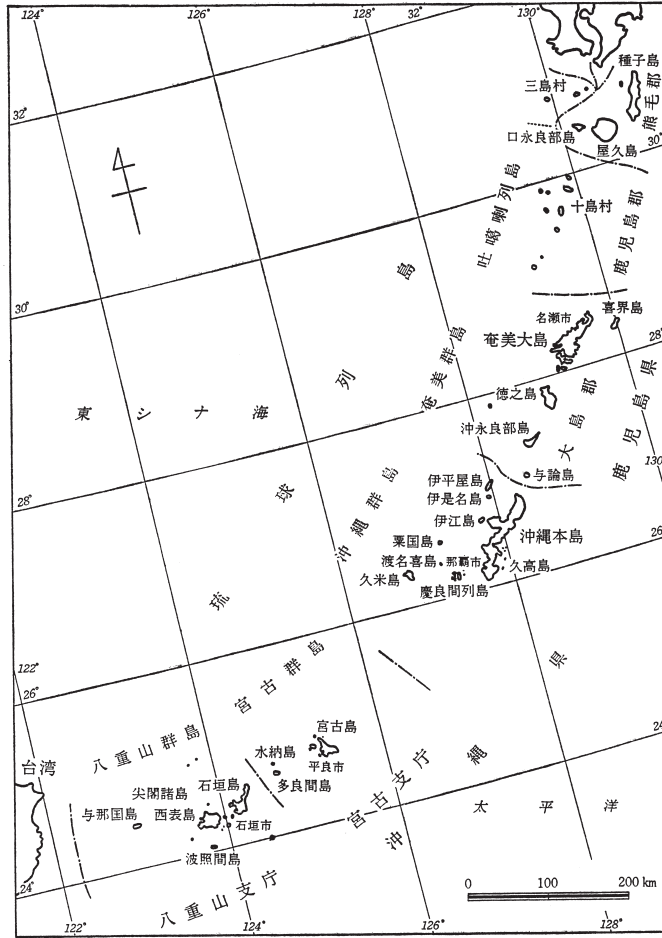 124°
126°
128°
130°
種子島
三島村
熊毛郡
32°
口永良部島
屋久島
30°
吐噶喇列島
十島村
鹿児島郡
島
30°
名瀬市
喜界島
奄美大島
28°
奄美群島
列
東シナ海
徳之島
大島郡
鹿児島県
沖永良部島
130°
与論島
伊平屋島
28°
球
沖縄群島
伊是名島
伊江島
沖縄本島
粟国島
26°
渡名喜島
那覇市
久高島
久米島
慶良間列島
琉
122°
26°
宮古群島
県
宮古島
24°
八重山群島
水納島
平良市
台湾
縄
石垣島
多良間島
尖閣諸島
宮古支庁
太平洋
与那国島
西表島
石垣市
沖
波照間島
24°
八重山支庁
0 100 200 km
122°
124°
126°
128°